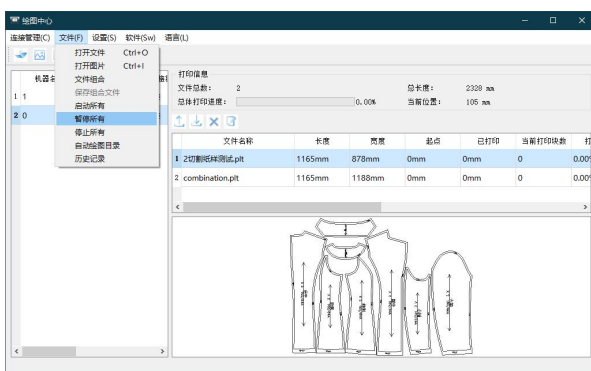 绘图中心
连接管理(C) 文件(F) 设置(S) 软件(Sw) 语言(L)
打开文件 Ctrl+O
打开图片 Ctrl+I
文件组合
保存组合文件
启动所有
暂停所有
停止所有
自动绘图目录
历史记录
机器名
1 1
2 0
打印信息
文件总数: 2 总长度: 2328 mm
总体打印进度: 0.00% 当前位置: 105 mm
文件名称 长度 宽度 起点 已打印 当前打印块数 打
1 2切割纸样测试.plt 1165mm 878mm 0mm 0mm 0 0.00%
2 combination.plt 1165mm 1188mm 0mm 0mm 0 0.00%